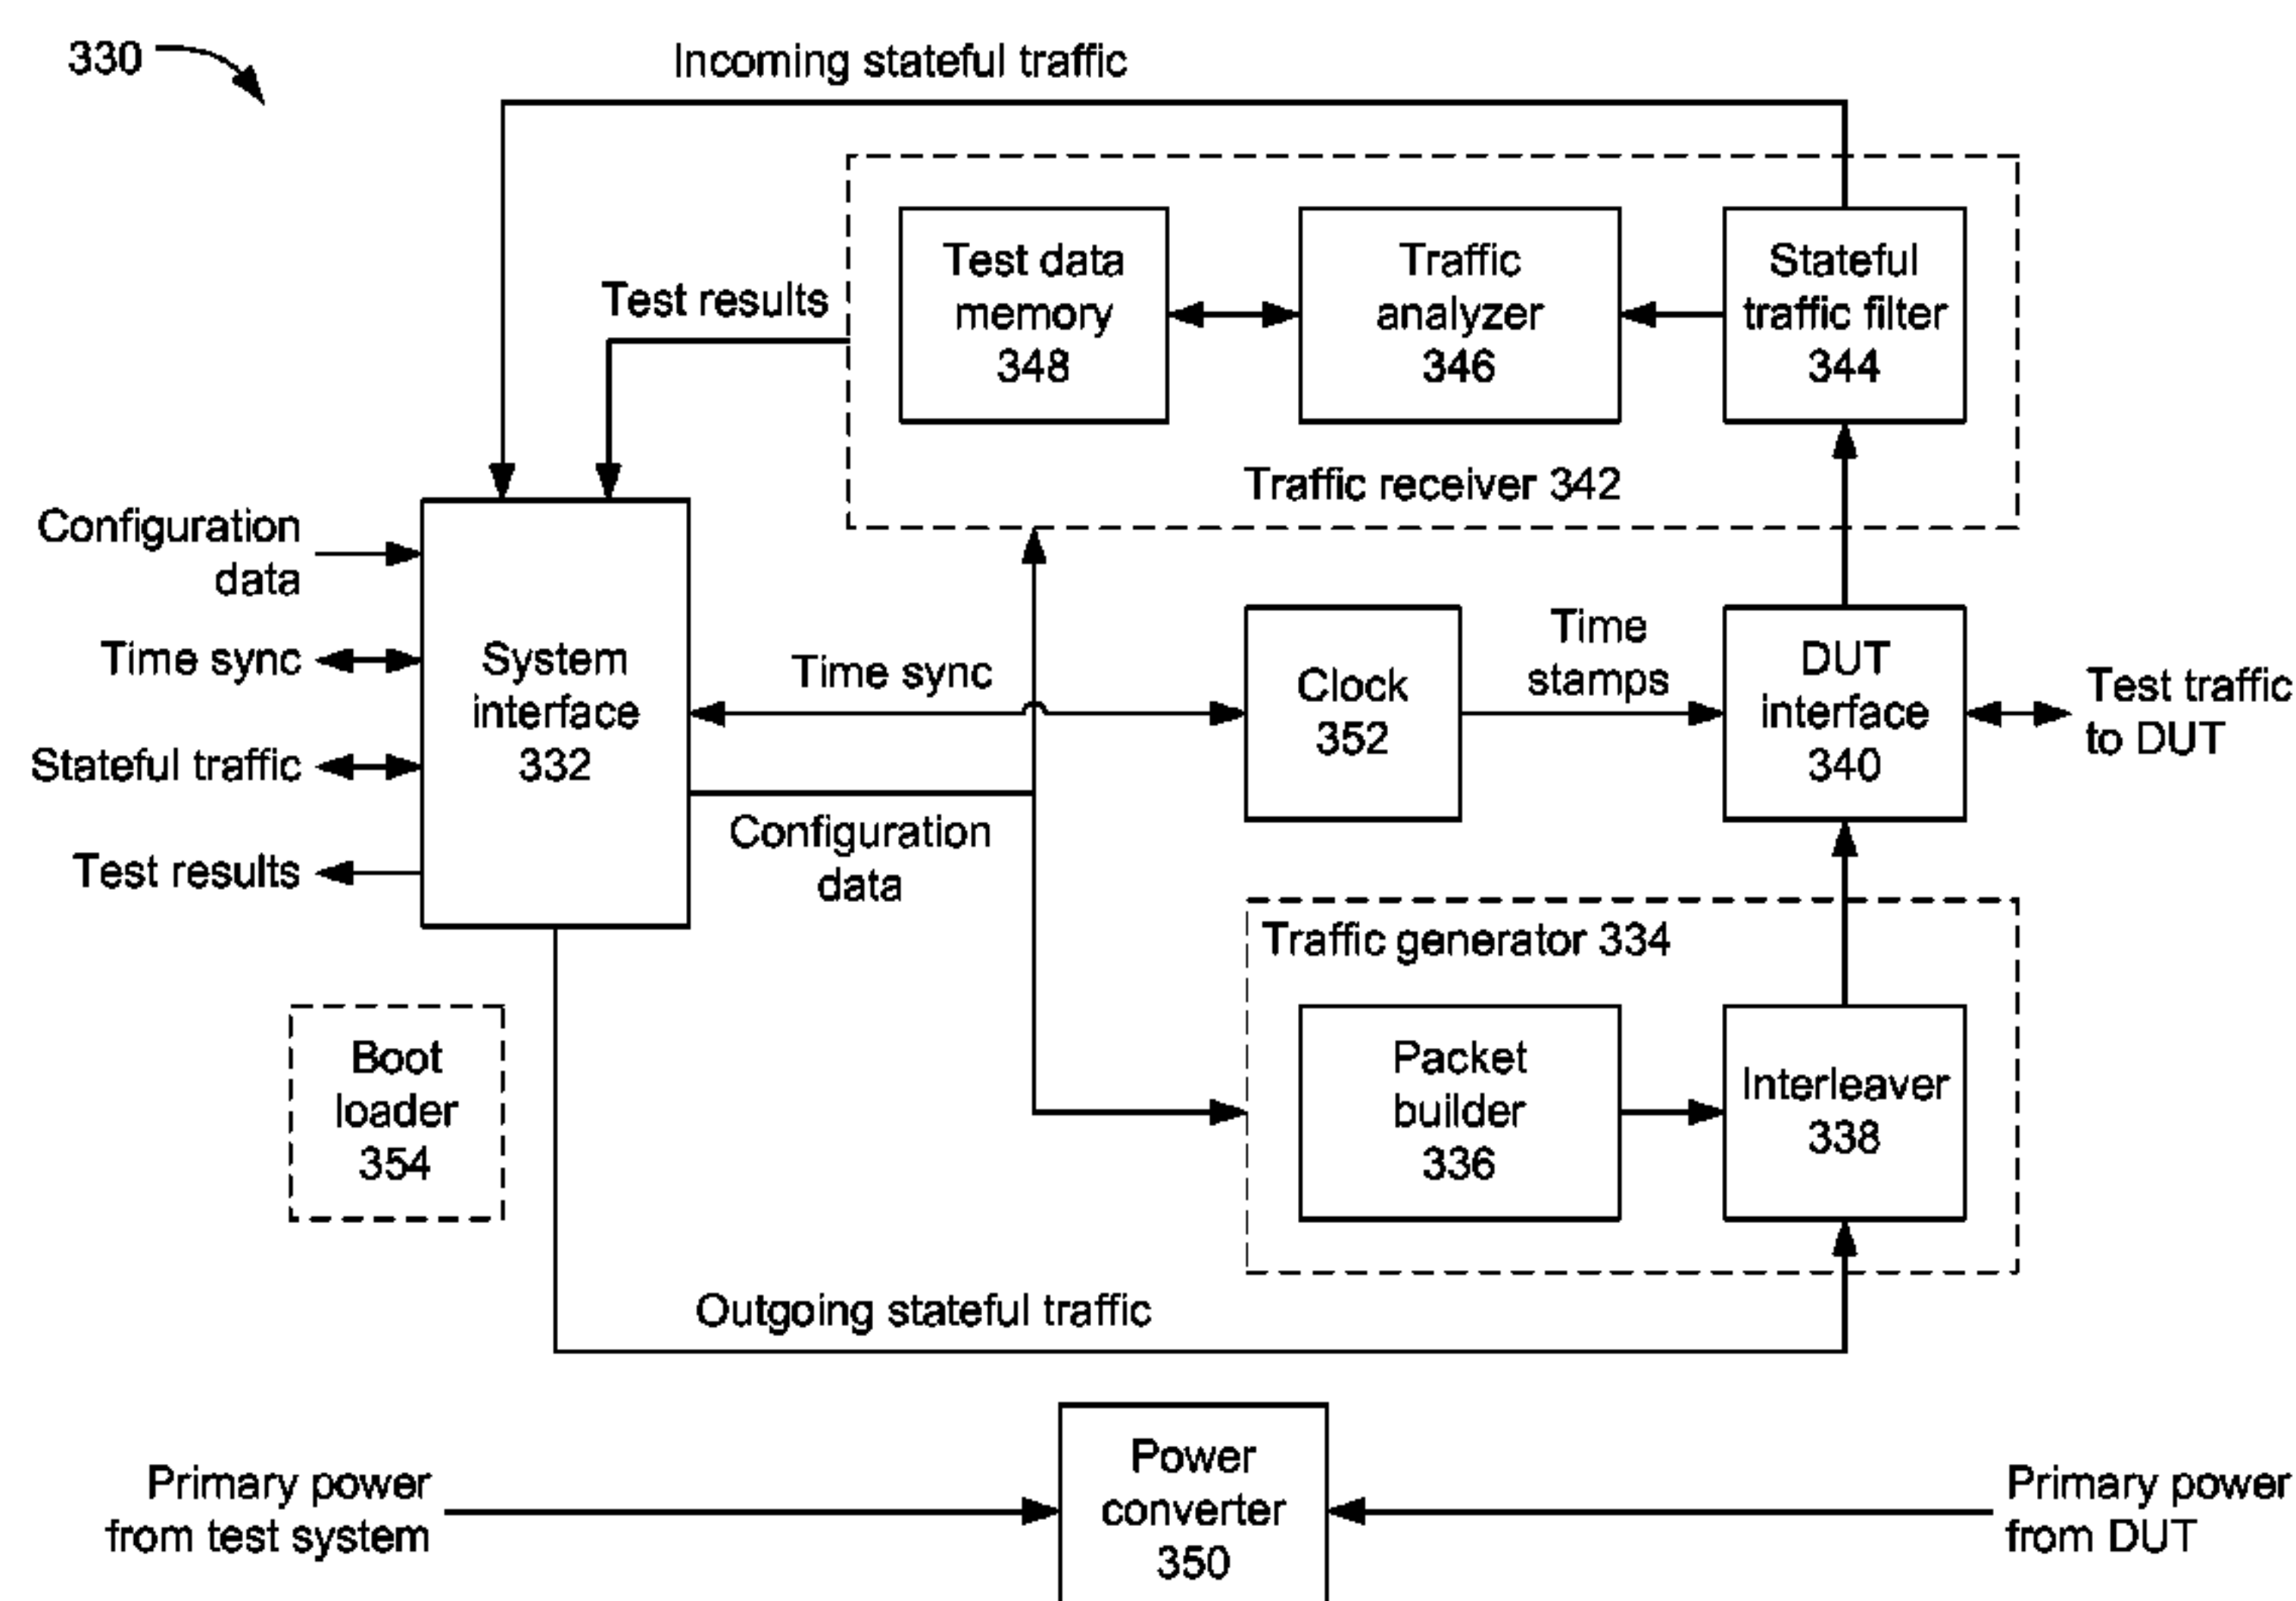 330
Incoming stateful traffic
Test data
memory
348
Traffic
analyzer
346
Stateful
traffic filter
344
Test results
Traffic receiver 342
Configuration
data
Time sync
Stateful traffic
Test results
System
interface
332
Time sync
Configuration
data
Clock
352
Time
stamps
DUT
interface
340
Test traffic
to DUT
Traffic generator 334
Packet
builder
336
Interleaver
338
Boot
loader
354
Outgoing stateful traffic
Primary power
from test system
Power
converter
350
Primary power
from DUT